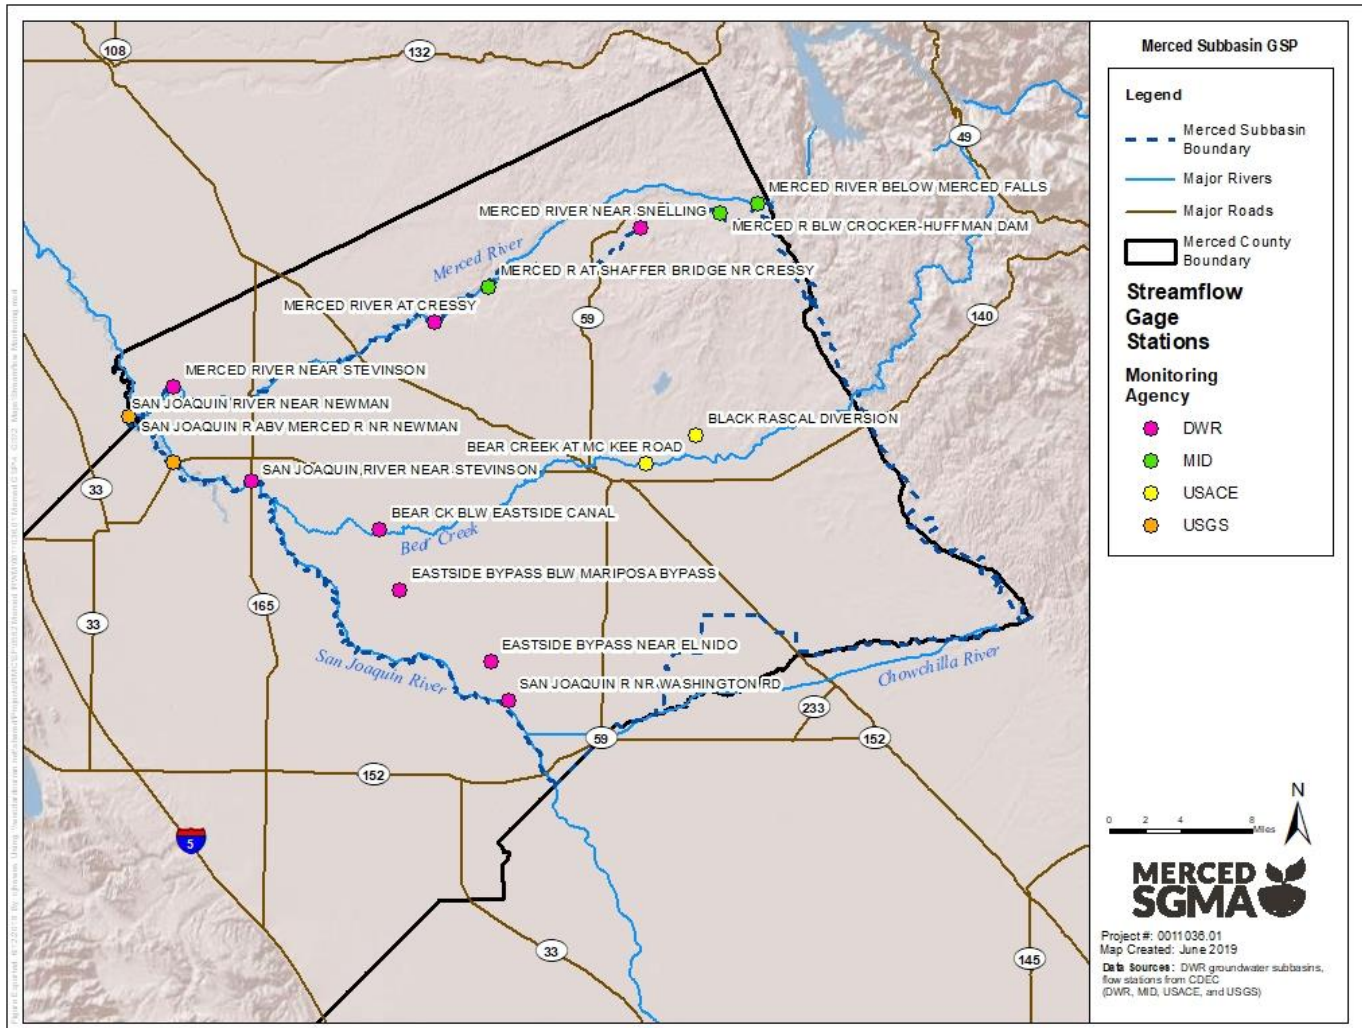 Merced Subbasin GSP
Legend
Merced Subbasin
Boundary
Major Rivers
Major Roads
Merced County
Boundary
Streamflow
Gage
Stations
Monitoring
Agency
DWR
MID
USACE
USGS
108
132
49
MERCED RIVER BELOW MERCED FALLS
MERCED RIVER NEAR SNELLING
MERCED R BLW CROCKER-HUFFMAN DAM
Merced River
MERCED R AT SHAFFER BRIDGE NR CRESSY
MERCED RIVER AT CRESSY
59
140
MERCED RIVER NEAR STEVINSON
SAN JOAQUIN RIVER NEAR NEWMAN
SAN JOAQUIN R ABV MERCED R NR NEWMAN
BLACK RASCAL DIVERSION
BEAR CREEK AT MC KEE ROAD
SAN JOAQUIN RIVER NEAR STEVINSON
33
BEAR CK BLW EASTSIDE CANAL
Bear Creek
EASTSIDE BYPASS BLW MARIPOSA BYPASS
165
33
EASTSIDE BYPASS NEAR EL NIDO
San Joaquin River
Chowchilla River
SAN JOAQUIN R NR WASHINGTON RD
233
59
152
152
5
33
145
N
0 2 4 8
Miles
MERCED
SGMA
Project #: 0011036.01
Map Created: June 2019
Data Sources: DWR groundwater subbasins,
flow stations from CDEC
(DWR, MID, USACE, and USGS)